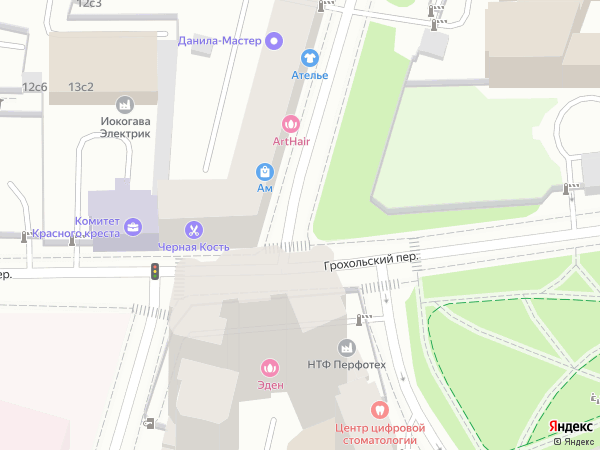 12с3
Данила-Мастер
Ателье
12с6
13с2
Иокогава
Электрик
ArtHair
Ам
Комитет
Красного креста
Черная Кость
Грохольский пер.
ер.
НТФ Перфотех
Эден
Центр цифровой
стоматологии
Яндекс